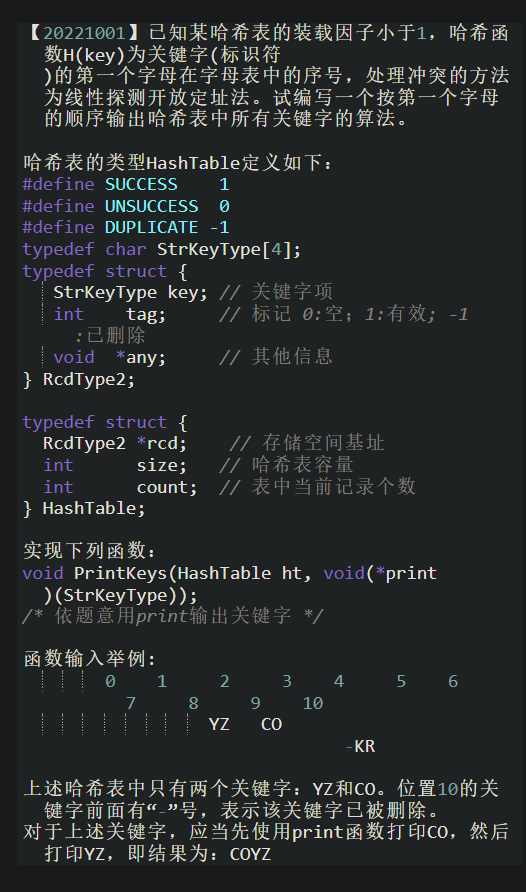 【20221001】已知某哈希表的装载因子小于1，哈希函
数H(key)为关键字(标识符
)的第一个字母在字母表中的序号，处理冲突的方法
为线性探测开放定址法。试编写一个按第一个字母
的顺序输出哈希表中所有关键字的算法。
哈希表的类型HashTable定义如下：
#define SUCCESS    1
#define UNSUCCESS  0
#define DUPLICATE -1
typedef char StrKeyType[4];
typedef struct {
StrKeyType key; // 关键字项
int    tag;     // 标记 0:空; 1:有效; -1
:已删除
void  *any;     // 其他信息
} RcdType2;
typedef struct {
RcdType2 *rcd;    // 存储空间基址
int      size;   // 哈希表容量
int      count;  // 表中当前记录个数
} HashTable;
实现下列函数：
void PrintKeys(HashTable ht, void(*print
)(StrKeyType));
/* 依题意用print输出关键字 */
函数输入举例：
0    1     2     3    4     5    6
7     8     9    10
YZ   CO
-KR
上述哈希表中只有两个关键字：YZ和CO。位置10的关
键字前面有“-”号，表示该关键字已被删除。
对于上述关键字，应当先使用print函数打印CO，然后
打印YZ，即结果为：COYZ